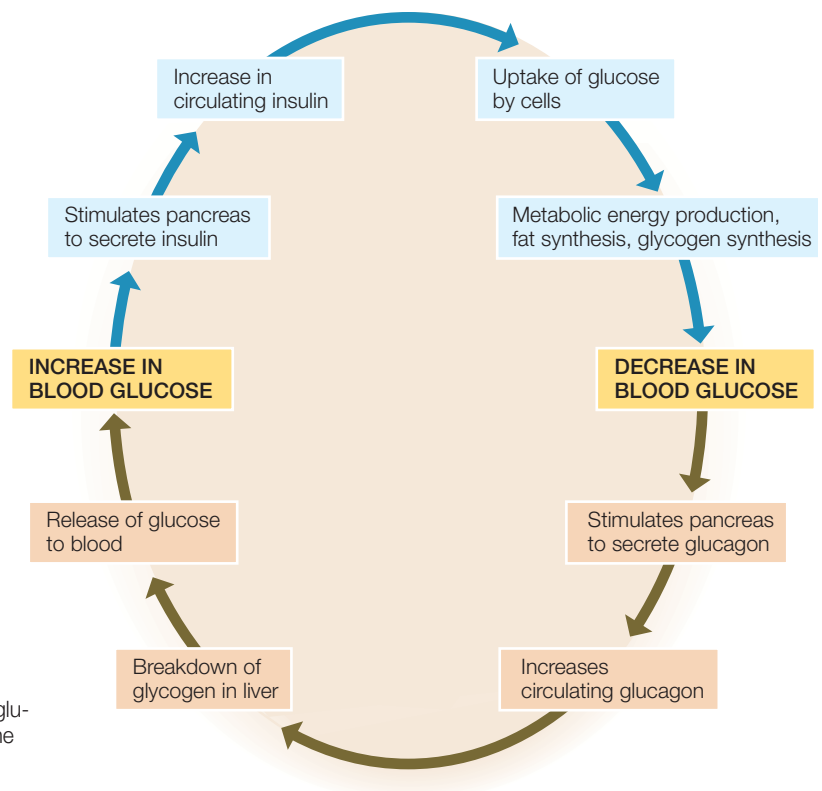 Increase in
circulating insulin
Uptake of glucose
by cells
Stimulates pancreas
to secrete insulin
Metabolic energy production,
fat synthesis, glycogen synthesis
INCREASE IN
BLOOD GLUCOSE
DECREASE IN
BLOOD GLUCOSE
Release of glucose
to blood
Stimulates pancreas
to secrete glucagon
Breakdown of
glycogen in liver
Increases
circulating glucagon
glu-